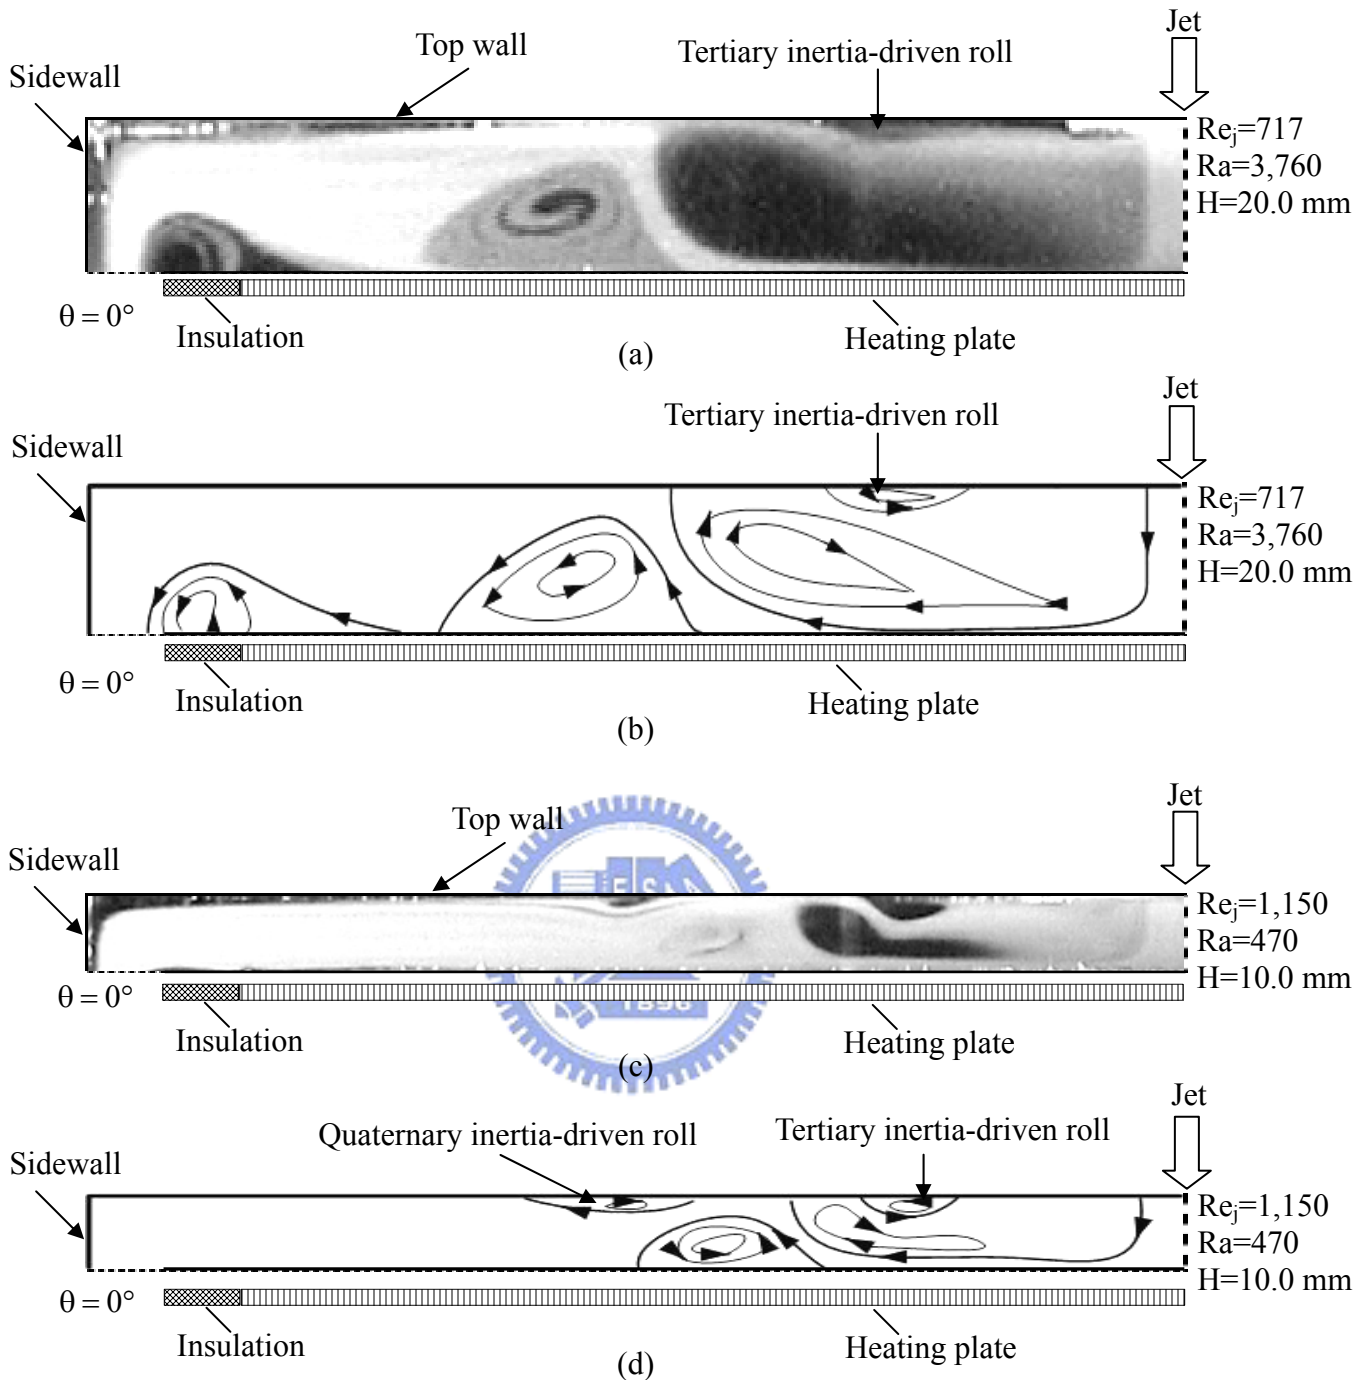 Jet
Top wall
Tertiary inertia-driven roll
Sidewall
Re_j=717
Ra=3,760
H=20.0 mm
θ = 0°
Insulation
Heating plate
(a)
Jet
Tertiary inertia-driven roll
Sidewall
Re_j=717
Ra=3,760
H=20.0 mm
θ = 0°
Insulation
Heating plate
(b)
Jet
Top wall
Sidewall
Re_j=1,150
Ra=470
H=10.0 mm
θ = 0°
1896
Insulation
Heating plate
(c)
Jet
Quaternary inertia-driven roll
Tertiary inertia-driven roll
Sidewall
Re_j=1,150
Ra=470
H=10.0 mm
θ = 0°
Insulation
Heating plate
(d)